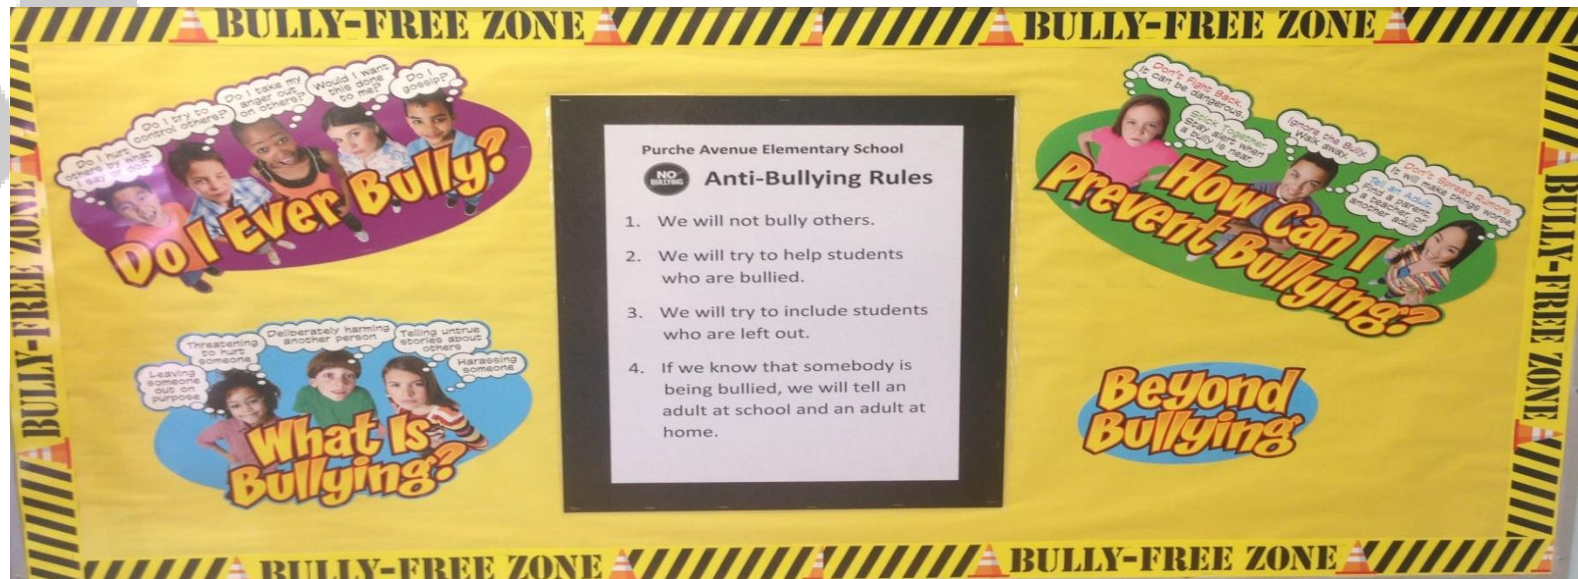 BULLY-FREE ZONE
BULLY-FREE ZONE
BULLY-FREE ZONE
Do I hurt
others by what
I say or do?
Do I try to
control others?
Do I take my
anger out
on others?
Would I want
this done
to me?
Do I
gossip?
Do I Ever Bully?
Leaving
someone
out on
purpose
Threatening
to hurt
someone
Deliberately harming
another person
Telling untrue
stories about
others
Harassing
someone
What Is
Bullying?
Purche Avenue Elementary School
NO
BULLYING
Anti-Bullying Rules
1. We will not bully others.
2. We will try to help students
who are bullied.
3. We will try to include students
who are left out.
4. If we know that somebody is
being bullied, we will tell an
adult at school and an adult at
home.
Don't Fight Back.
It can be dangerous.
Stick Together.
Stay alert when
a bully is near.
Ignore the Bully.
Walk away.
Tell an Adult.
Find a parent,
a teacher, or
another adult.
Don't Spread Rumors.
It will make things worse.
How Can I
Prevent Bullying?
Beyond
Bullying
BULLY-FREE ZONE
BULLY-FREE ZONE
BULLY-FREE ZONE